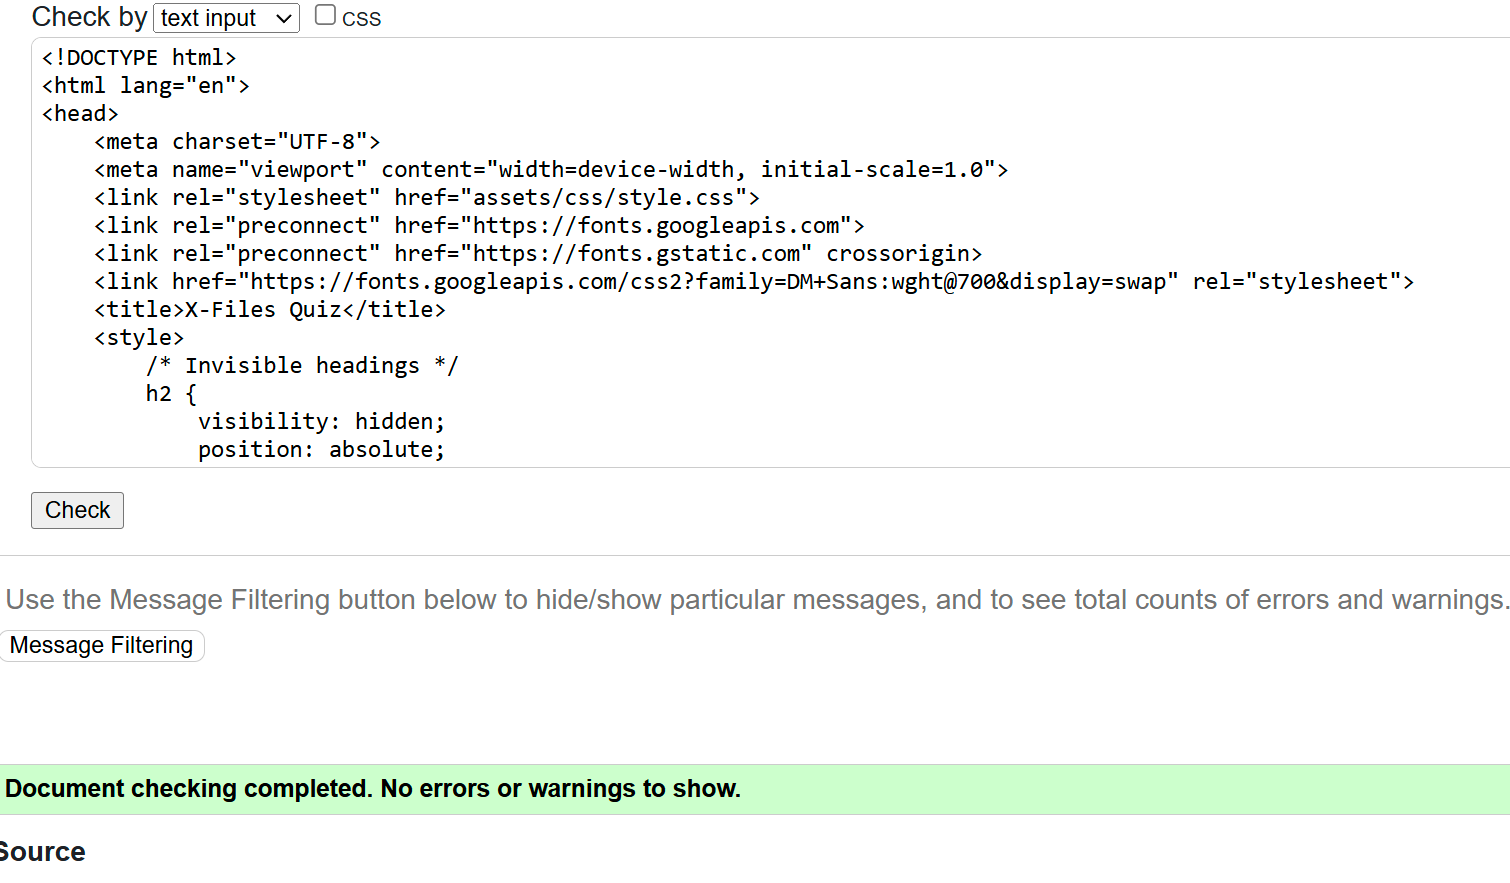 Check by text input CSS
<!DOCTYPE html>
<html lang="en">
<head>
    <meta charset="UTF-8">
    <meta name="viewport" content="width=device-width, initial-scale=1.0">
    <link rel="stylesheet" href="assets/css/style.css">
    <link rel="preconnect" href="https://fonts.googleapis.com">
    <link rel="preconnect" href="https://fonts.gstatic.com" crossorigin>
    <link href="https://fonts.googleapis.com/css2?family=DM+Sans:wght@700&display=swap" rel="stylesheet">
    <title>X-Files Quiz</title>
    <style>
        /* Invisible headings */
        h2 {
            visibility: hidden;
            position: absolute;
Check
Use the Message Filtering button below to hide/show particular messages, and to see total counts of errors and warnings.
Message Filtering
Document checking completed. No errors or warnings to show.
Source